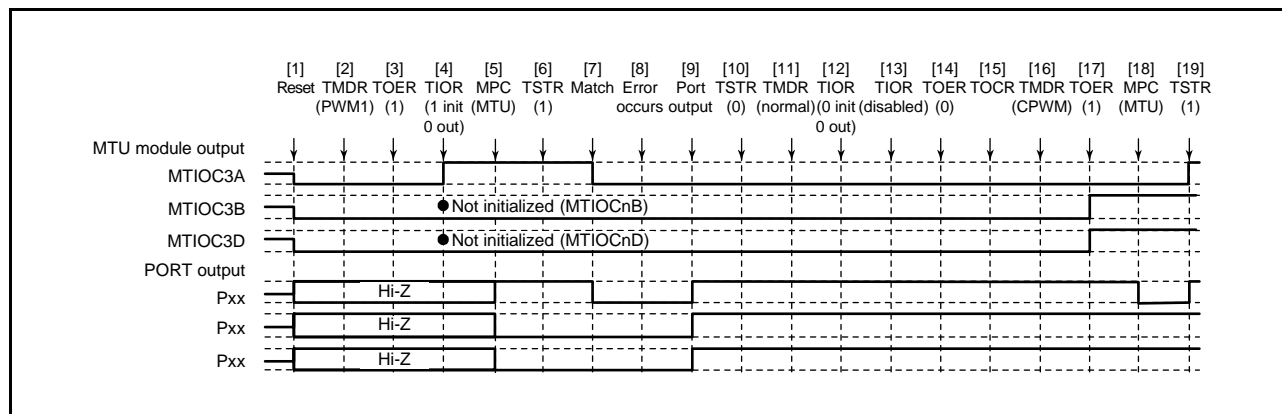 [1] [2] [3] [4] [5] [6] [7] [8] [9] [10] [11] [12] [13] [14] [15] [16] [17] [18] [19]
Reset TMDR TOER TIOR MPC TSTR Match Error Port TSTR TMDR TIOR TIOR TOER TOCR TMDR TOER MPC TSTR
(PWM1) (1) (1 init (MTU) (1) occurs output (0) (normal) (0 init (disabled) (0) (CPWM) (1) (MTU) (1)
0 out) 0 out)
MTU module output
MTIOC3A
MTIOC3B Not initialized (MTIOCnB)
MTIOC3D Not initialized (MTIOCnD)
PORT output
Pxx Hi-Z
Pxx Hi-Z
Pxx Hi-Z